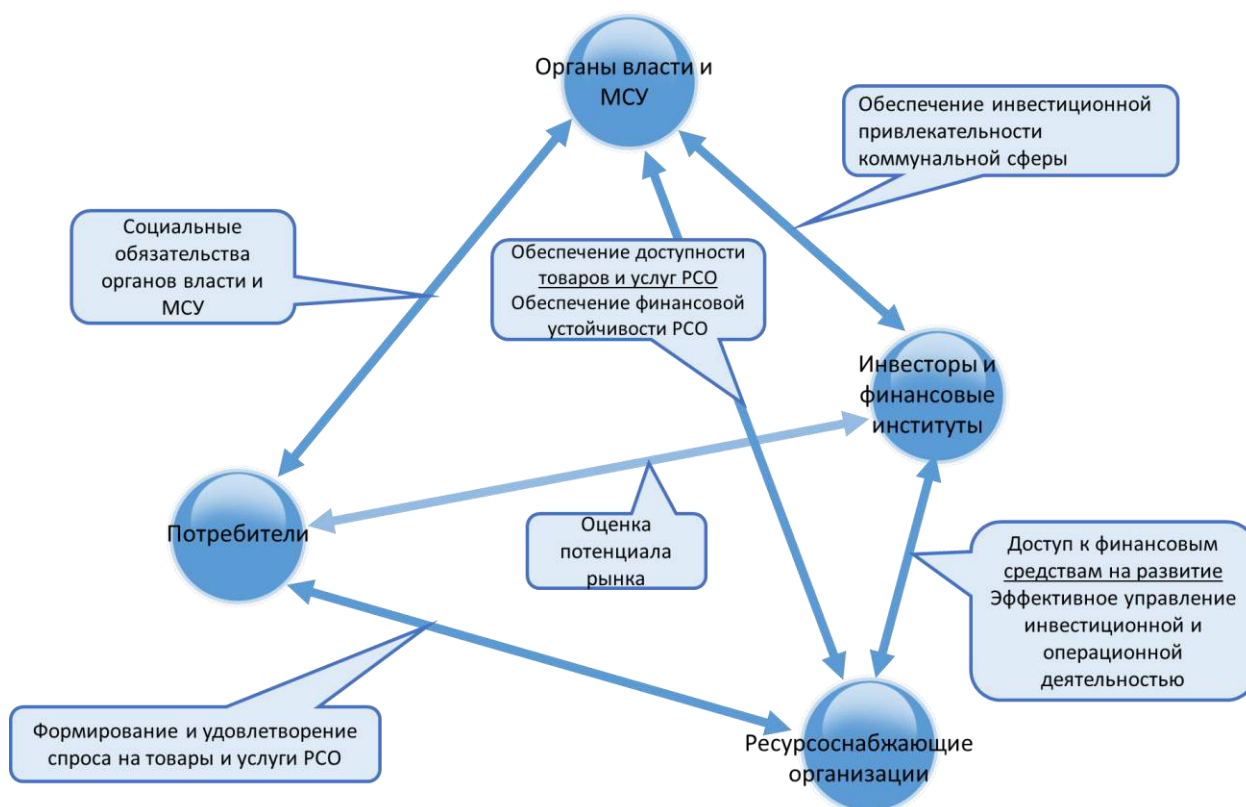 Органы власти и
МСУ
Обеспечение инвестиционной
привлекательности
коммунальной сферы
Социальные
обязательства
органов власти и
МСУ
Обеспечение доступности
товаров и услуг РСО
Обеспечение финансовой
устойчивости РСО
Инвесторы и
финансовые
институты
Потребители
Оценка
потенциала
рынка
Доступ к финансовым
средствам на развитие
Эффективное управление
инвестиционной и
операционной
деятельностью
Формирование и удовлетворение
спроса на товары и услуги РСО
Ресурсоснабжающие
организации